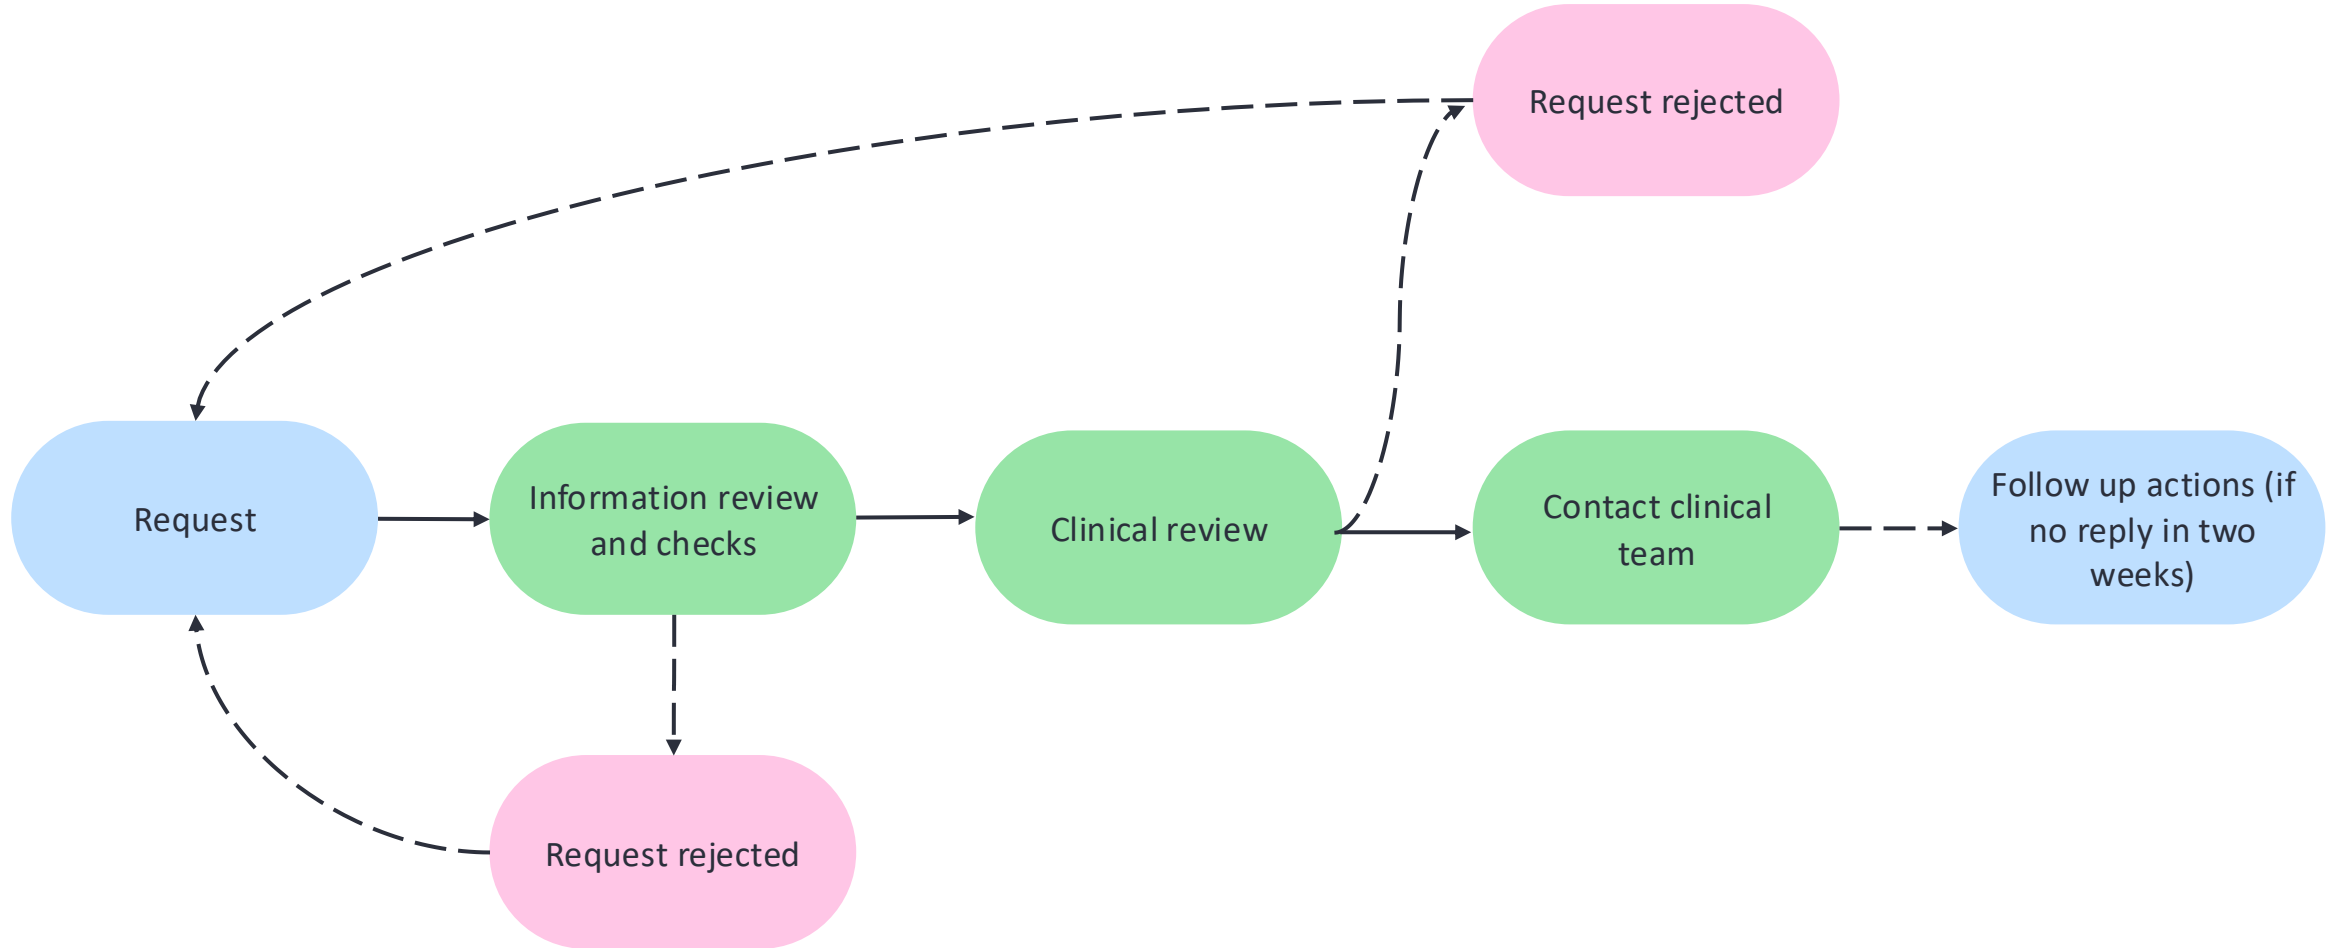 Request rejected
Request
Information review
and checks
Clinical review
Contact clinical
team
Follow up actions (if
no reply in two
weeks)
Request rejected